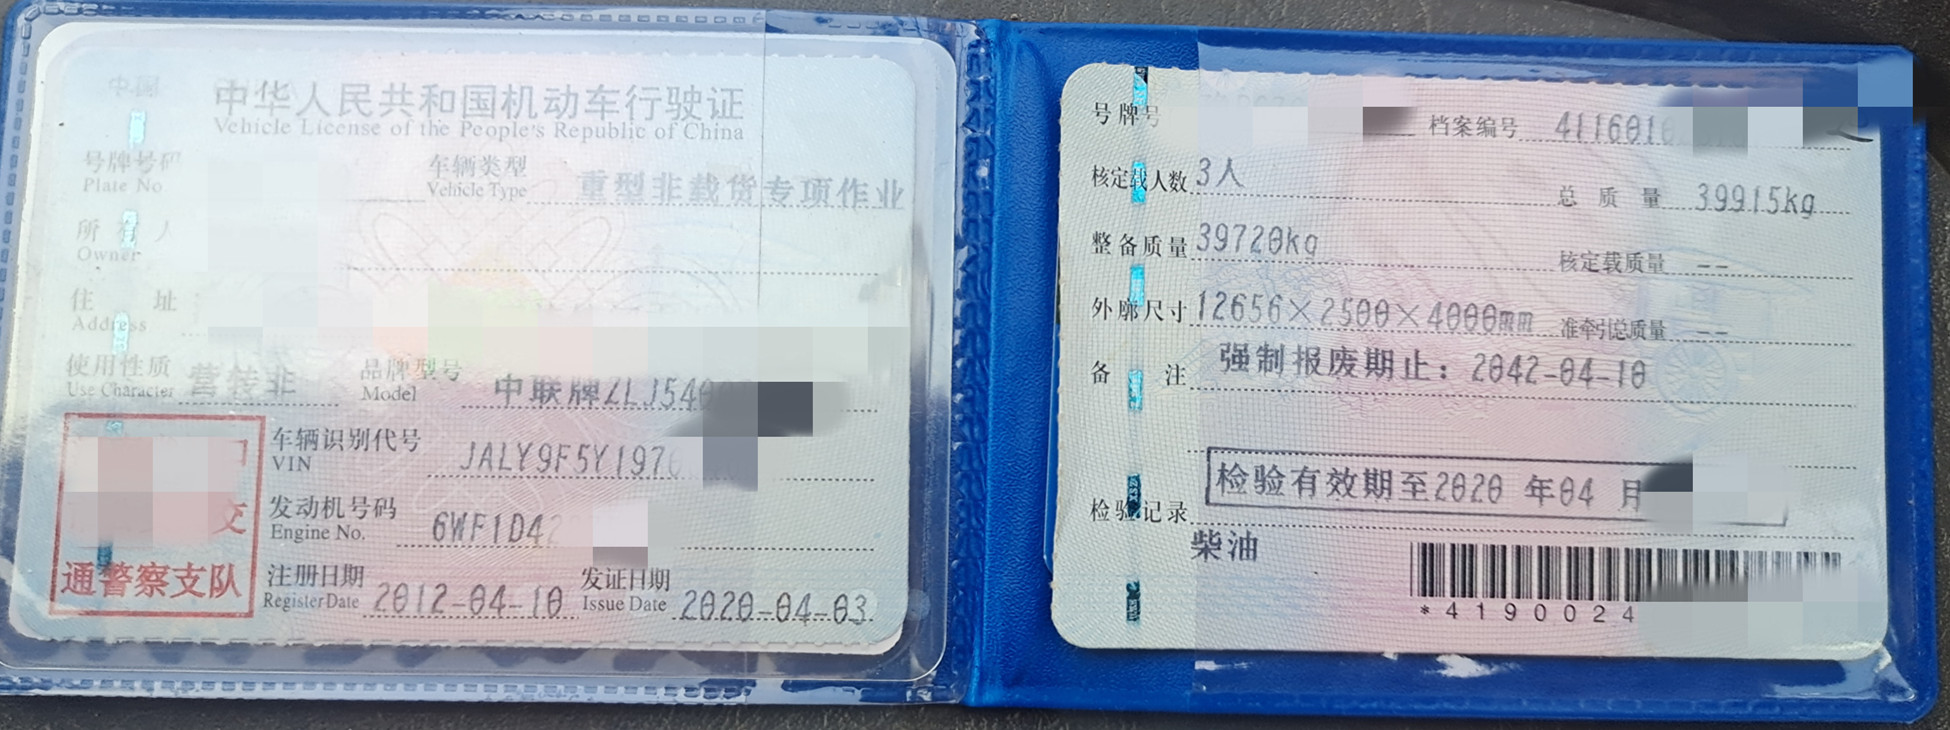 中华人民共和国机动车行驶证
Vehicle License of the People's Republic of China
号牌号码
Plate No
车辆类型
Vehicle Type
重型非载货专项作业
所有人
Owner
住址
Address
使用性质
Use Character
营转非
品牌型号
Model
中联牌ZLJ540
车辆识别代号
VIN
JALY9F5Y197
发动机号码
Engine No.
6WF1D42
交
通警察支队
注册日期
Register Date
2012-04-10
发证日期
Issue Date
2020-04-03
号牌号
档案编号
4116010
核定载人数
3人
总质量
39915kg
整备质量
39720kg
核定载质量
--
外廓尺寸
12656×2500×4000mm
准牵引总质量
--
备注
强制报废期止：2042-04-10
检验有效期至2020 年04 月
检验记录
柴油
*4190024